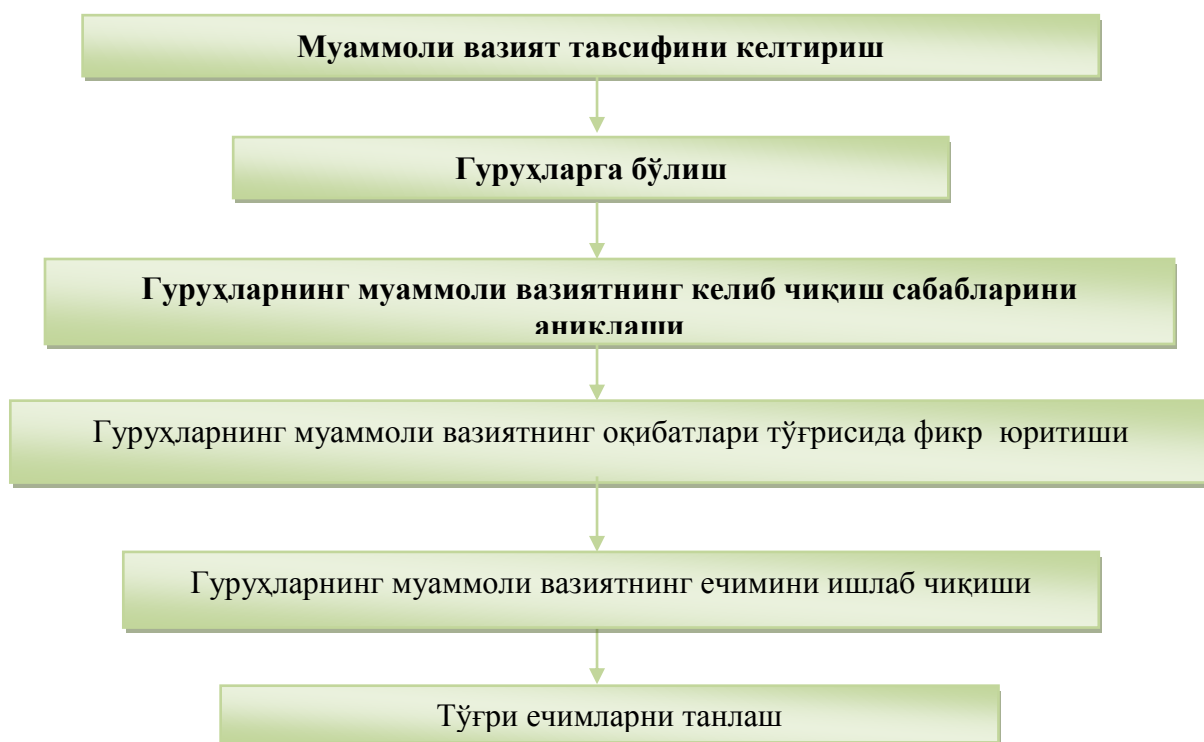 Муаммоли вазият тавсифини келтириш
Гуруҳларга бўлиш
Гуруҳларнинг муаммоли вазиятнинг келиб чиқиш сабабларини
аниқлаши
Гуруҳларнинг муаммоли вазиятнинг оқибатлари тўғрисида фикр юритиши
Гуруҳларнинг муаммоли вазиятнинг ечимини ишлаб чиқиши
Тўғри ечимларни танлаш